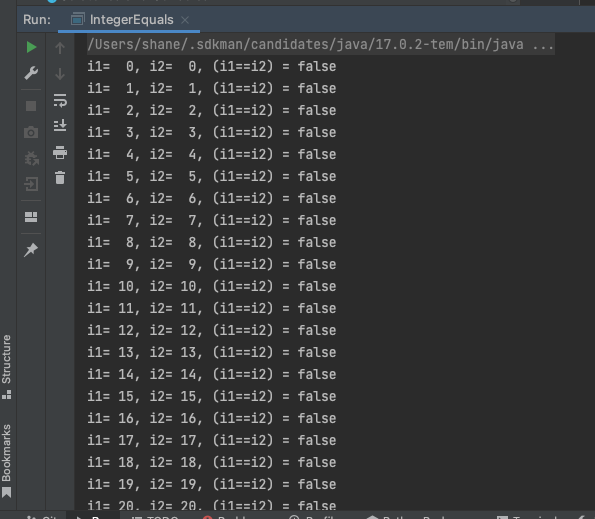 Run: IntegerEquals
/Users/shane/.sdkman/candidates/java/17.0.2-tem/bin/java ...
i1=  0, i2=  0, (i1==i2) = false
i1=  1, i2=  1, (i1==i2) = false
i1=  2, i2=  2, (i1==i2) = false
i1=  3, i2=  3, (i1==i2) = false
i1=  4, i2=  4, (i1==i2) = false
i1=  5, i2=  5, (i1==i2) = false
i1=  6, i2=  6, (i1==i2) = false
i1=  7, i2=  7, (i1==i2) = false
i1=  8, i2=  8, (i1==i2) = false
i1=  9, i2=  9, (i1==i2) = false
i1= 10, i2= 10, (i1==i2) = false
i1= 11, i2= 11, (i1==i2) = false
i1= 12, i2= 12, (i1==i2) = false
i1= 13, i2= 13, (i1==i2) = false
i1= 14, i2= 14, (i1==i2) = false
i1= 15, i2= 15, (i1==i2) = false
i1= 16, i2= 16, (i1==i2) = false
i1= 17, i2= 17, (i1==i2) = false
i1= 18, i2= 18, (i1==i2) = false
i1= 19, i2= 19, (i1==i2) = false
i1= 20, i2= 20, (i1==i2) = false
Structure
Bookmarks